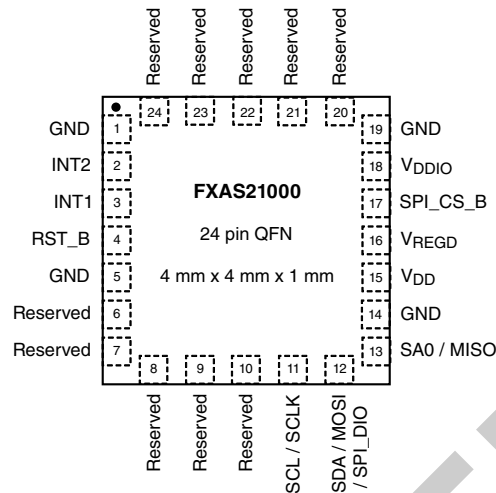 Reserved
Reserved
Reserved
Reserved
Reserved
24
23
22
21
20
GND
1
19
GND
INT2
2
18
VDDIO
INT1
3
FXAS21000
17
SPI_CS_B
RST_B
4
24 pin QFN
16
VREGD
GND
5
4 mm x 4 mm x 1 mm
15
VDD
Reserved
6
14
GND
Reserved
7
13
SA0 / MISO
8
9
10
11
12
Reserved
Reserved
Reserved
SCL / SCLK
SDA / MOSI
/ SPI_DIO